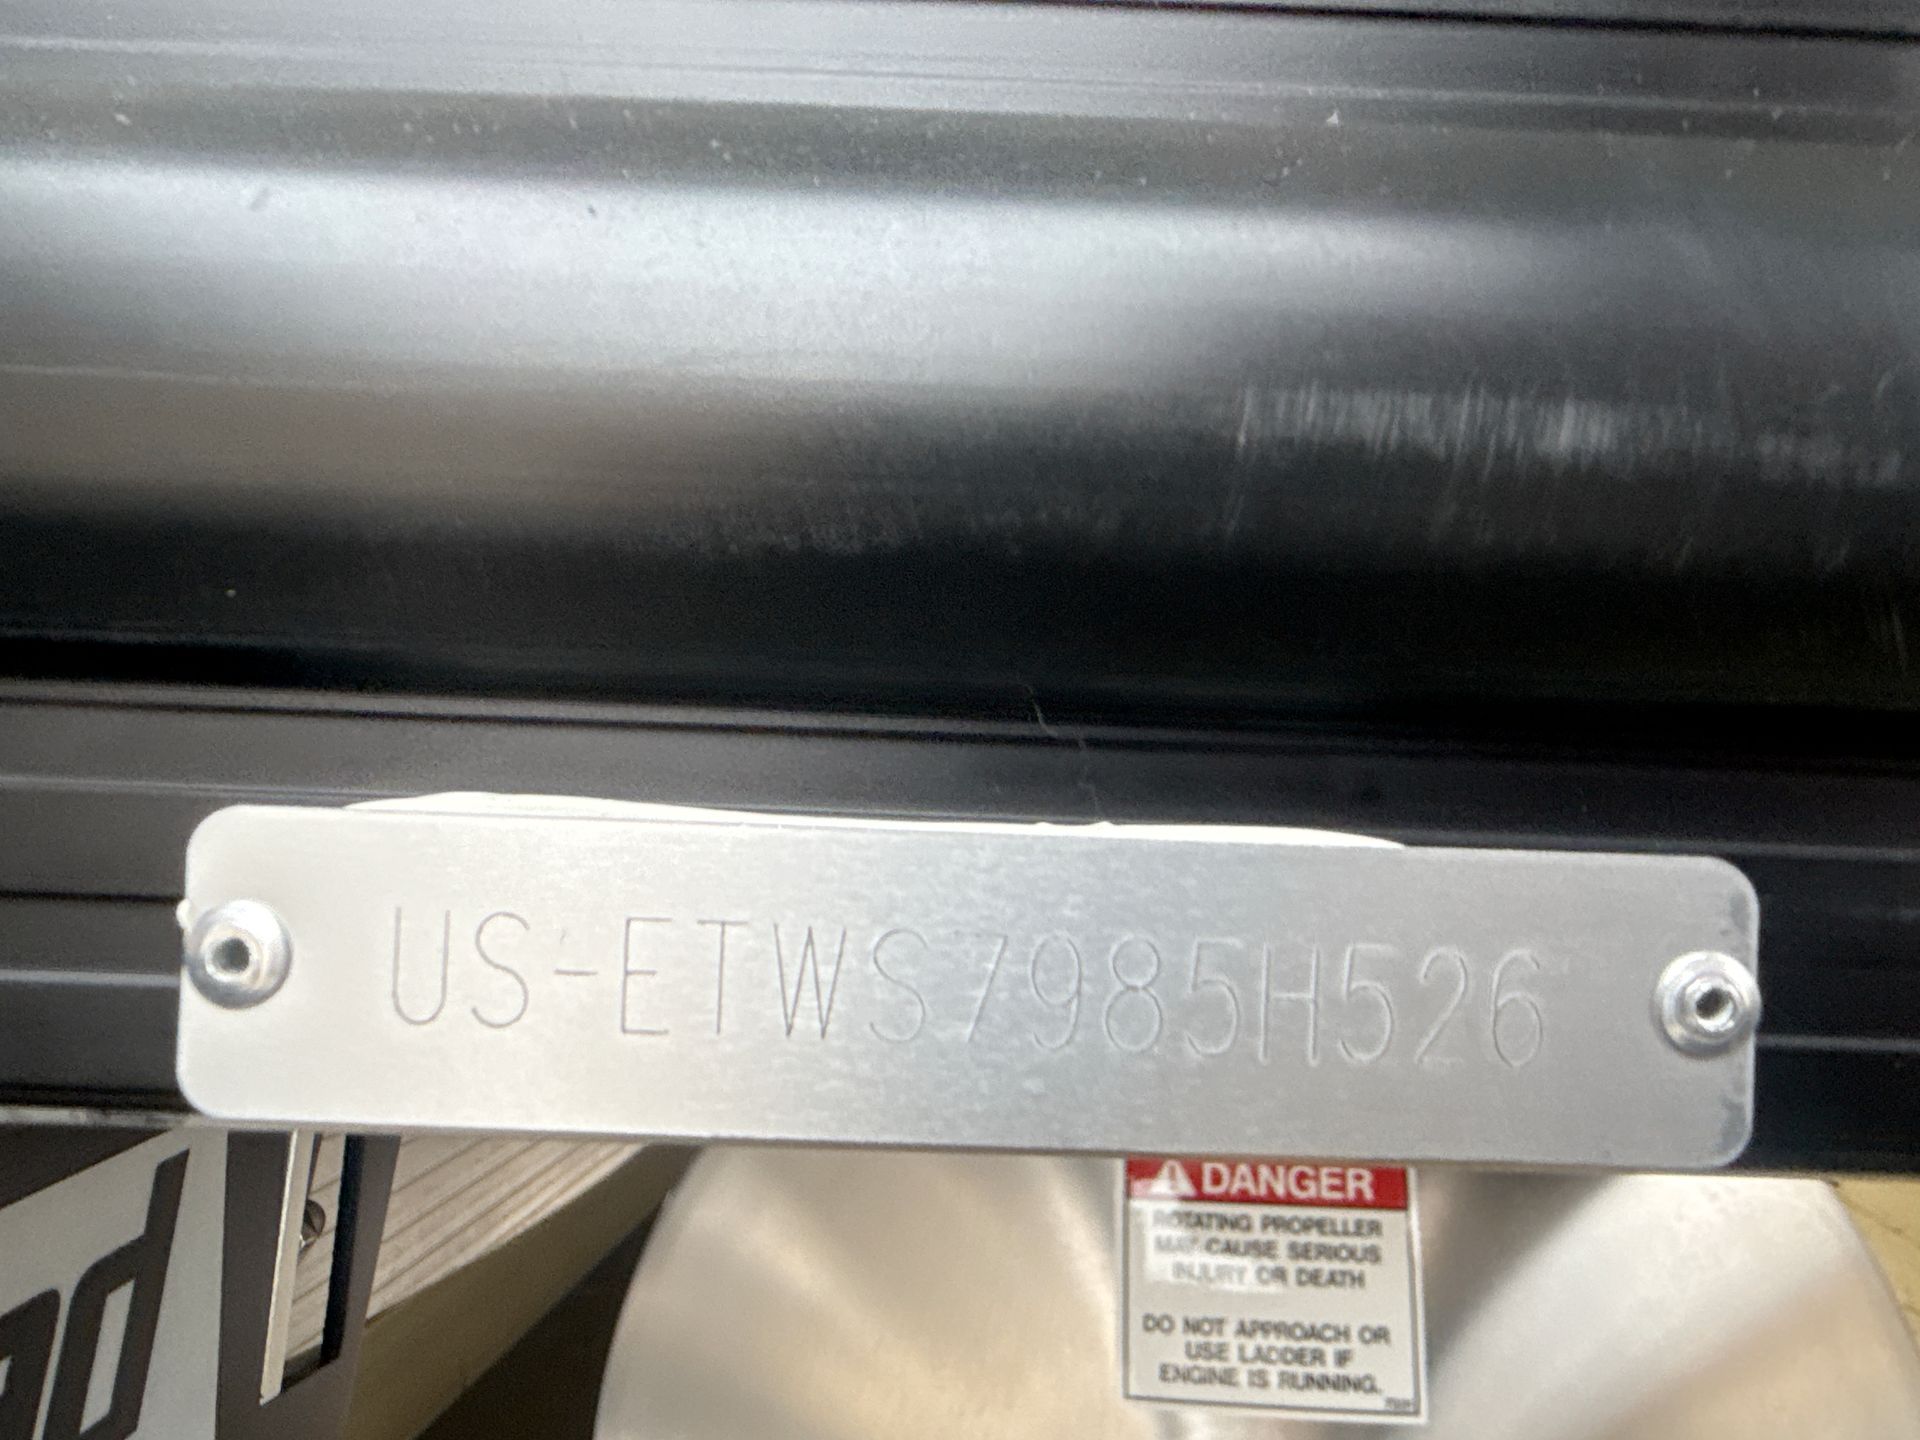 US-ETWS7985H526
DANGER
ROTATING PROPELLER
MAY CAUSE SERIOUS
INJURY OR DEATH
DO NOT APPROACH OR
USE LADDER IF
ENGINE IS RUNNING.